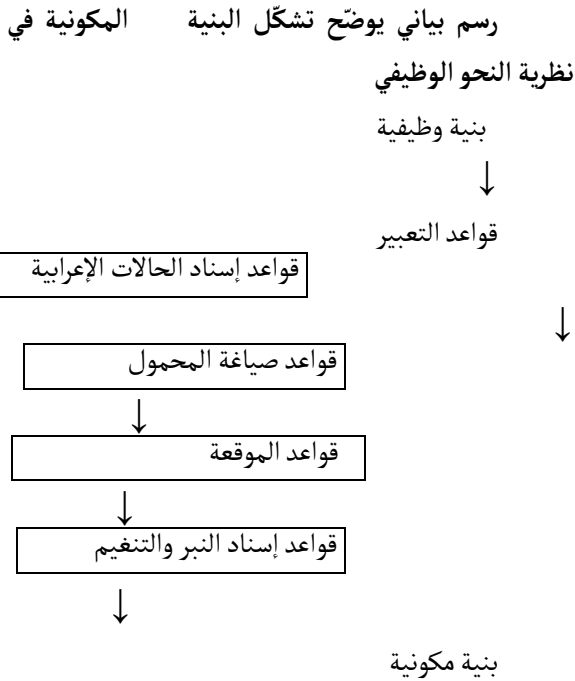 رسم بياني يوضّح تشكّل البنية المكونية في
نظرية النحو الوظيفي
بنية وظيفية
↓
قواعد التعبير
قواعد إسناد الحالات الإعرابية
↓
قواعد صياغة المحمول
↓
قواعد الموقعة
↓
قواعد إسناد النبر والتنغيم
↓
بنية مكونية